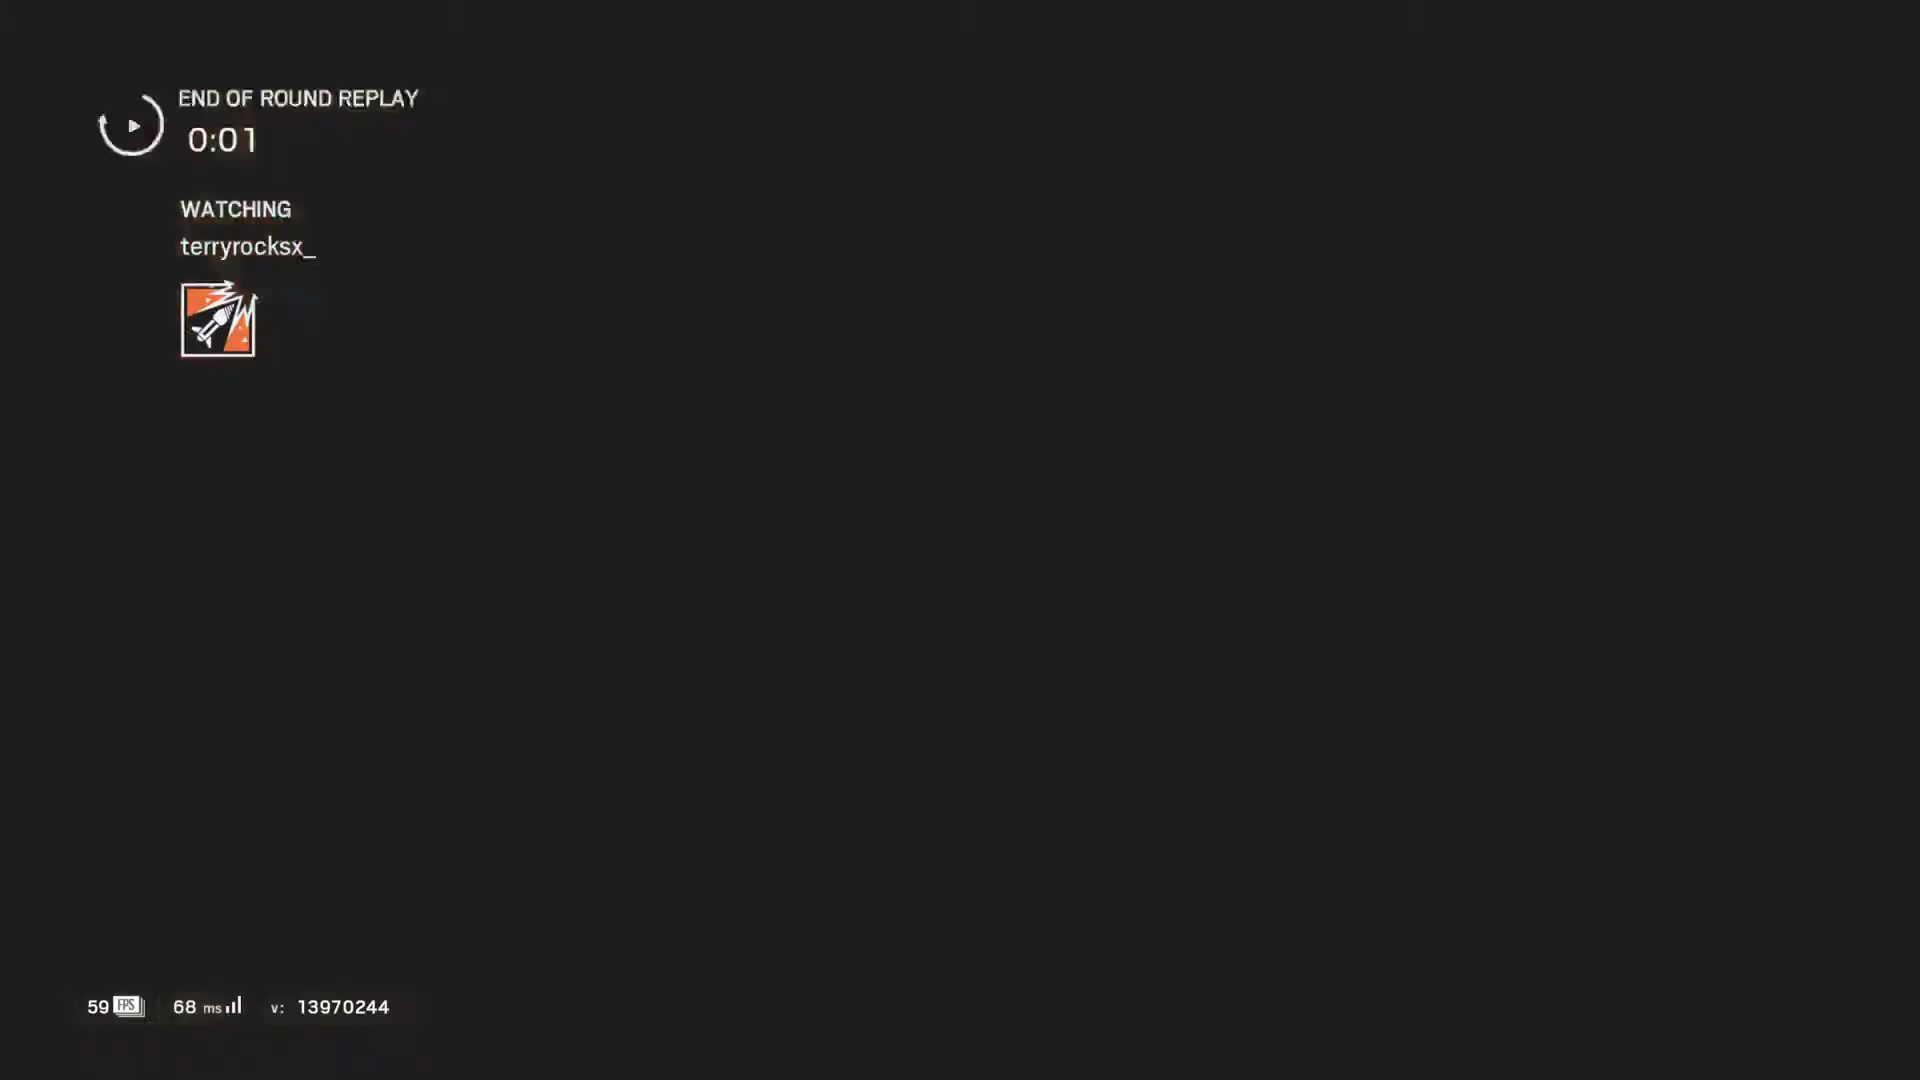 END OF ROUND REPLAY
0:01
WATCHING
terryrocksx_
59 FPS 68 ms v: 13970244